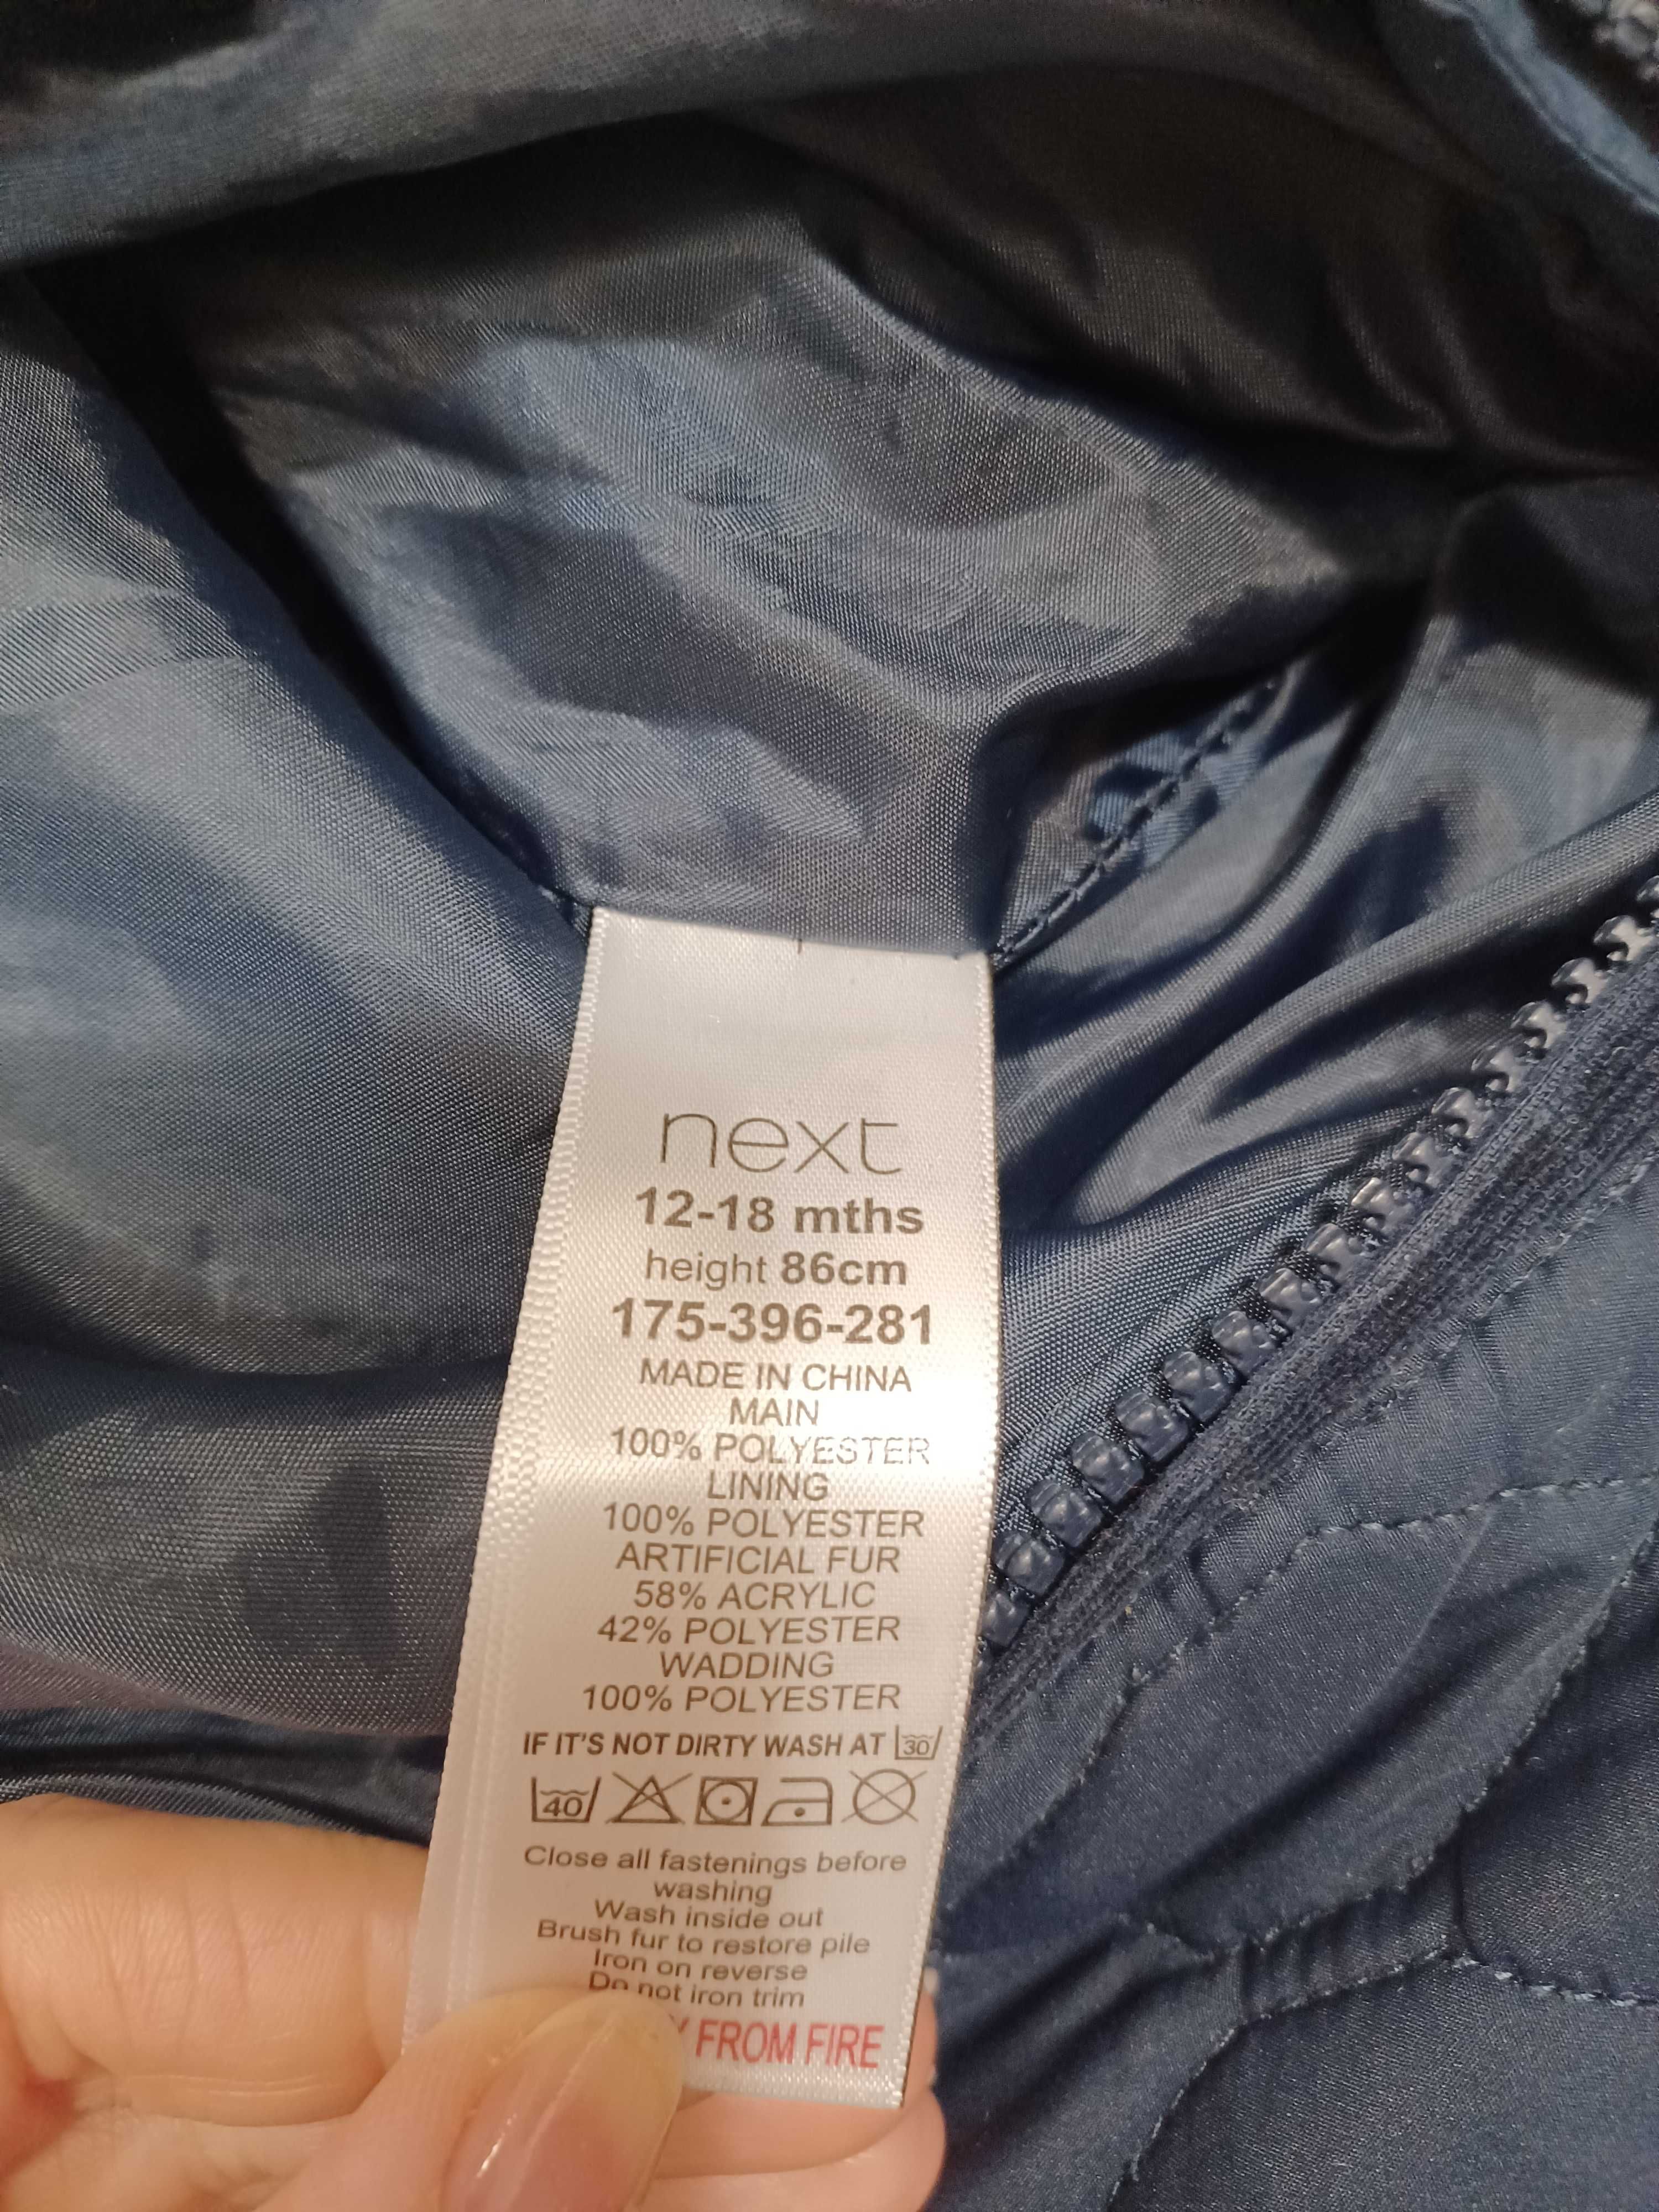 next
12-18 mths
height 86cm
175-396-281
MADE IN CHINA
MAIN
100% POLYESTER
LINING
100% POLYESTER
ARTIFICIAL FUR
58% ACRYLIC
42% POLYESTER
WADDING
100% POLYESTER
IF IT'S NOT DIRTY WASH AT 30
40
Close all fastenings before
washing
Wash inside out
Brush fur to restore pile
Iron on reverse
Do not iron trim
FROM FIRE